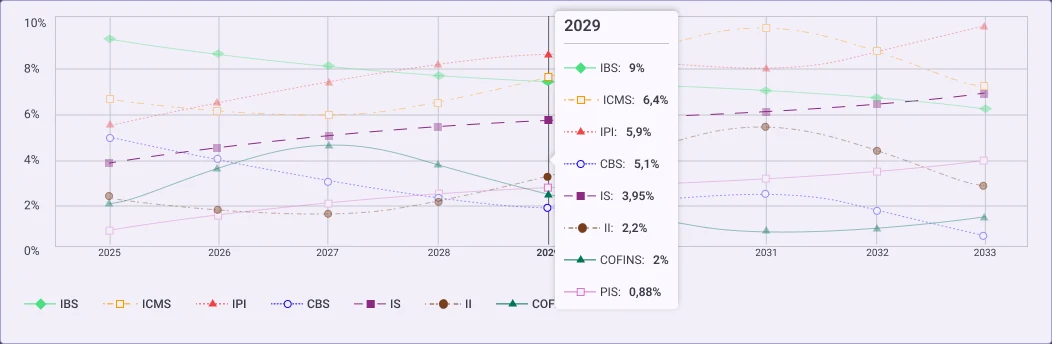 10%
8%
6%
4%
2%
0%
2025
2026
2027
2028
2029
2031
2032
2033
2029
IBS: 9%
ICMS: 6,4%
IPI: 5,9%
CBS: 5,1%
IS: 3,95%
II: 2,2%
COFINS: 2%
PIS: 0,88%
IBS
ICMS
IPI
CBS
IS
II
COF